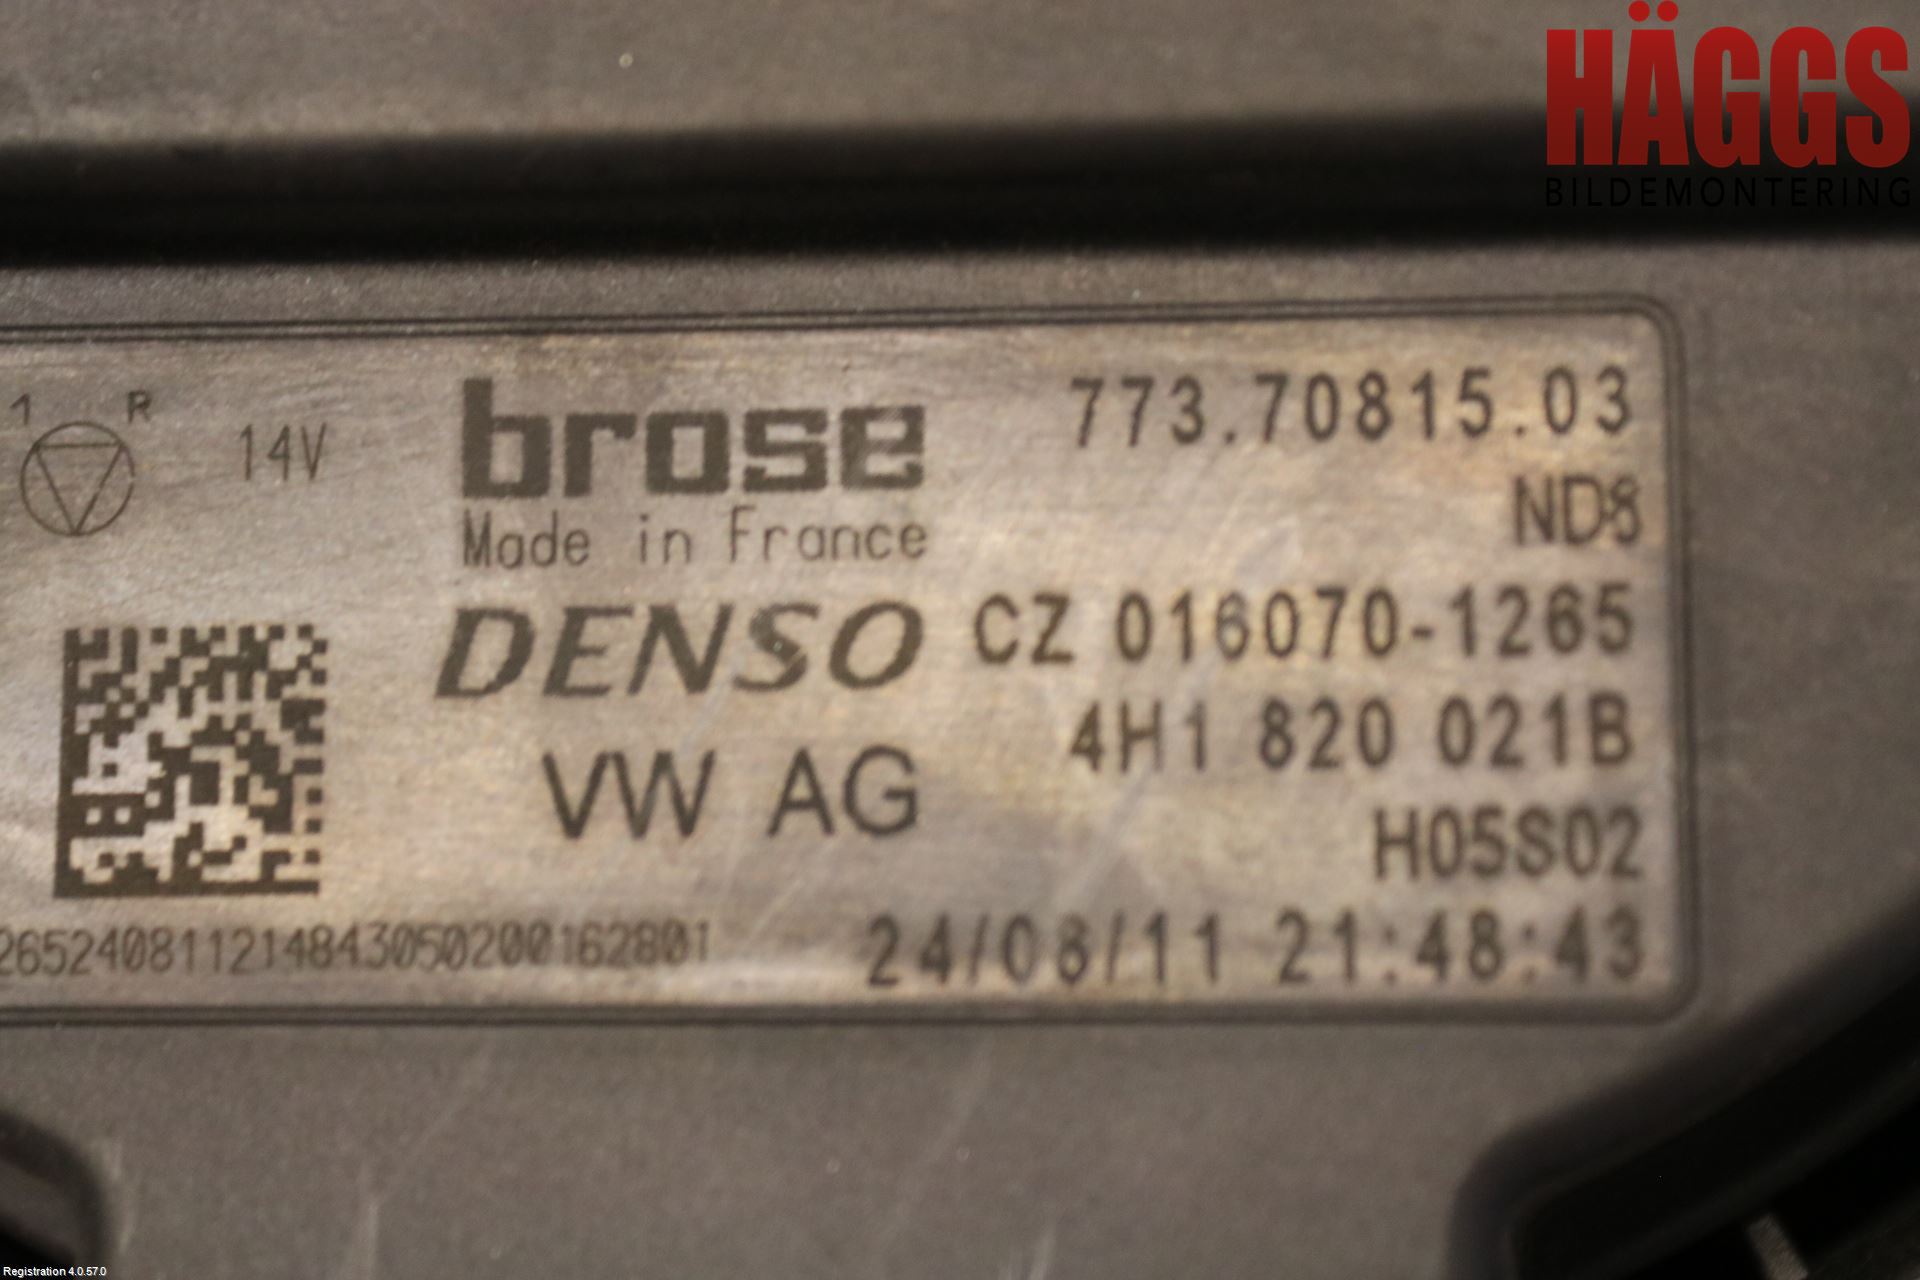 HÄGGS
BILDEMONTERING
1 R
14V
brose
Made in France
773.70815.03
ND8
DENSO
CZ 016070-1265
VW AG
4H1 820 021B
H05S02
265240811214843050200162801
24/08/11 21:48:43
Registration 4.0.57.0